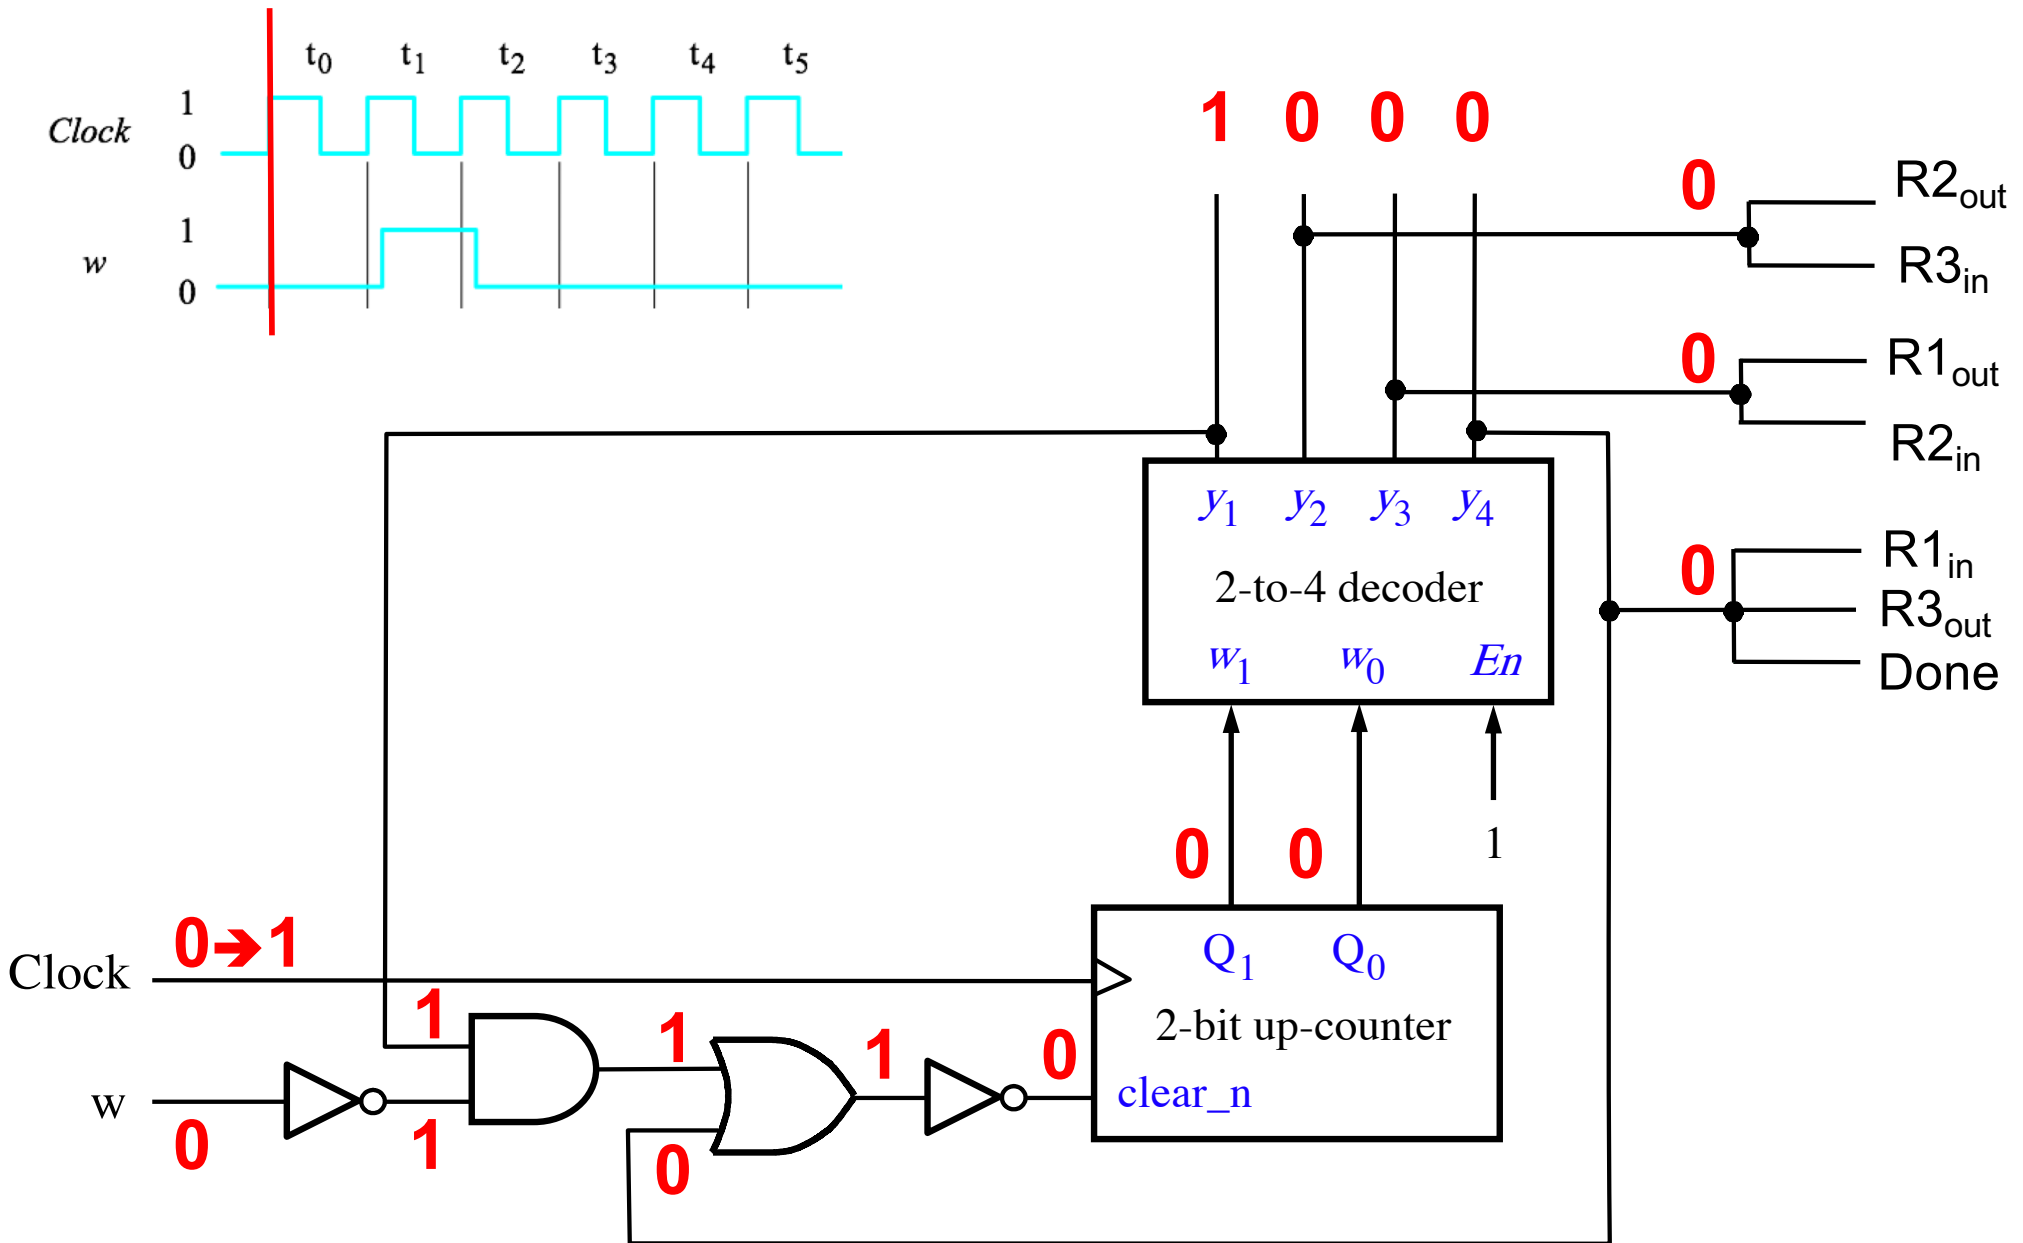 t0 t1 t2 t3 t4 t5
1
Clock
0
1
w
0
1 0 0 0
0
R2out
R3in
0
R1out
R2in
y1 y2 y3 y4
2-to-4 decoder
w1 w0 En
0
R1in
R3out
Done
0 0 1
Clock
0➔1
Q1 Q0
2-bit up-counter
clear_n
1
1
1
0
w
0
1
0